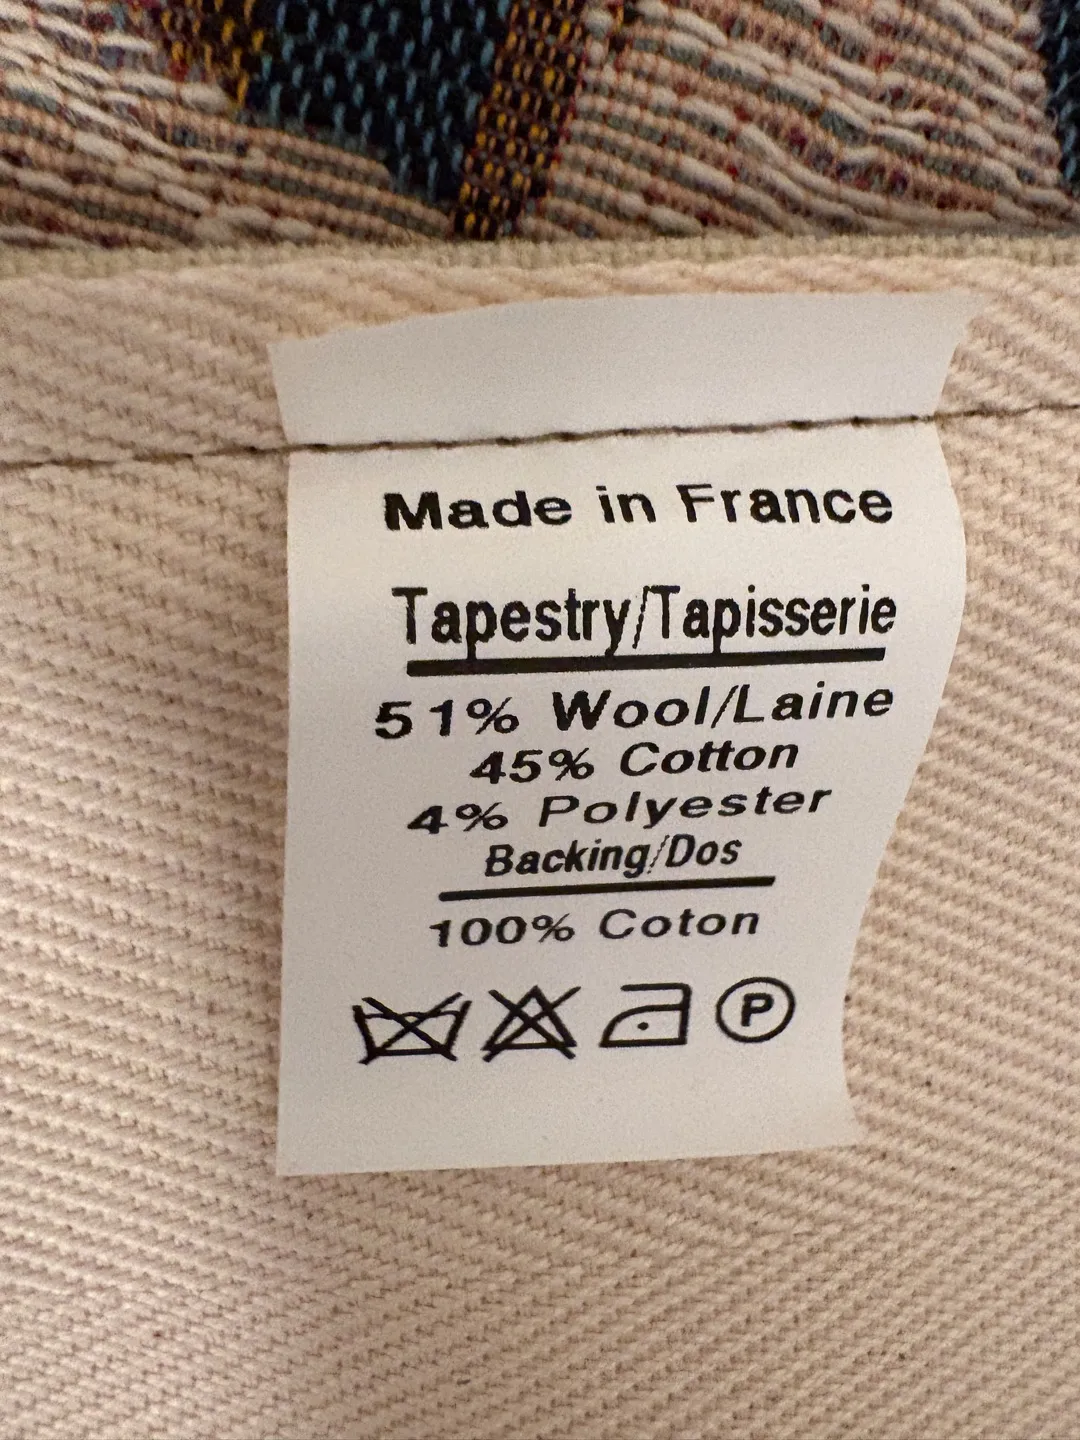 Made in France
Tapestry/Tapisserie
51% Wool/Laine
45% Cotton
4% Polyester
Backing/Dos
100% Coton
P